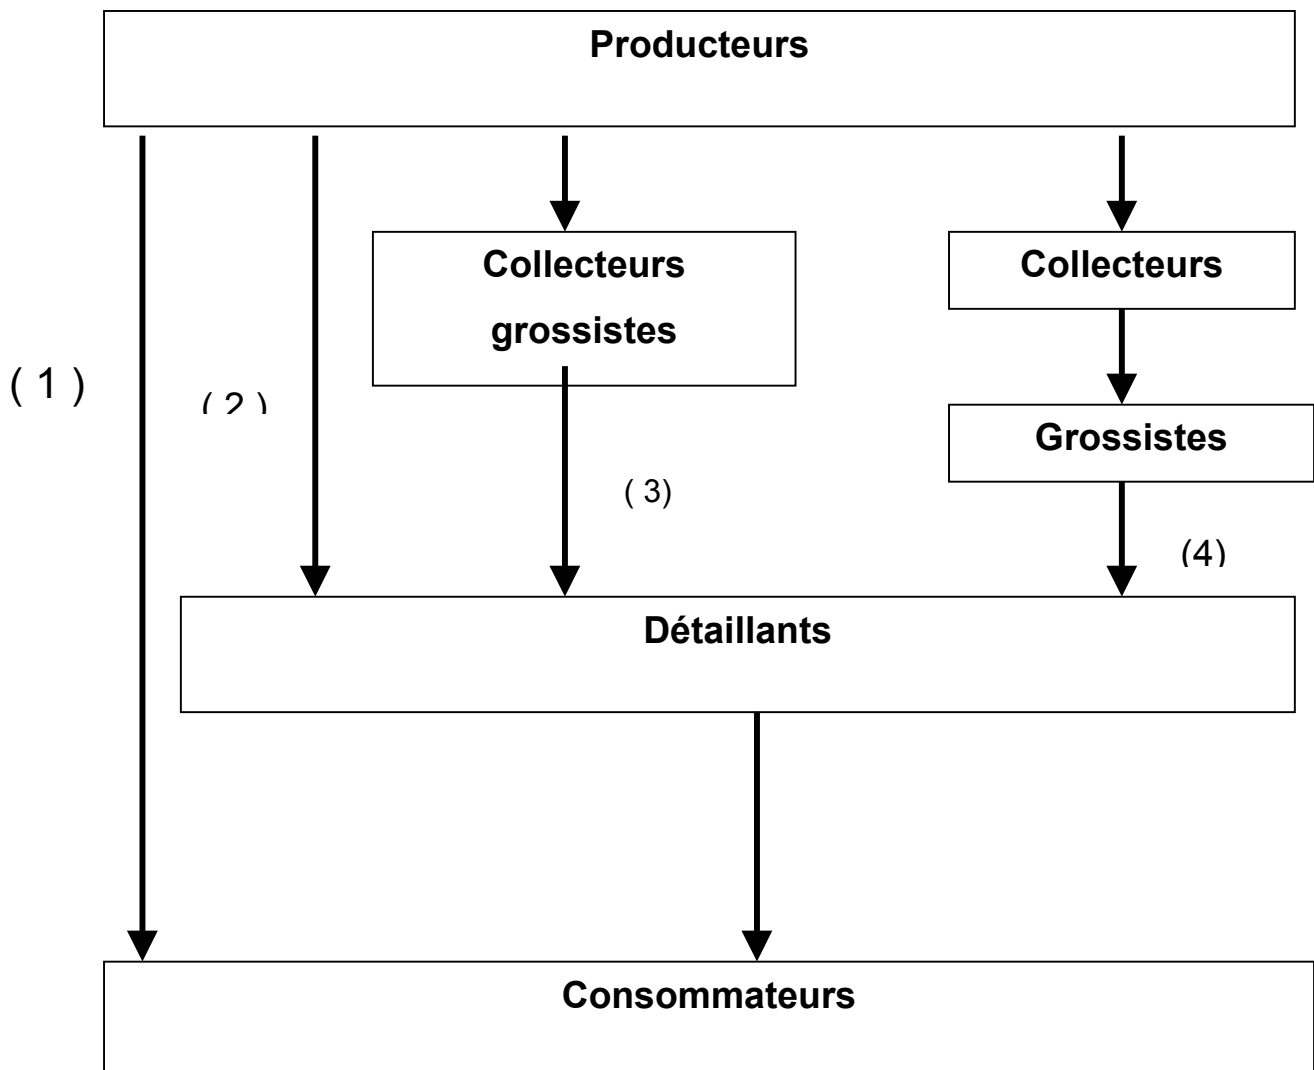 Producteurs
Collecteurs
grossistes
Collecteurs
( 1 )
( 2 )
Grossistes
( 3)
(4)
Détaillants
Consommateurs